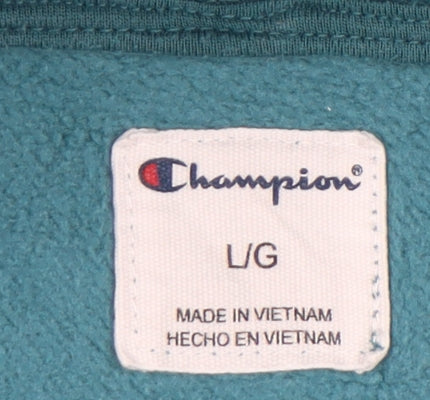 Champion®
L/G
MADE IN VIETNAM
HECHO EN VIETNAM